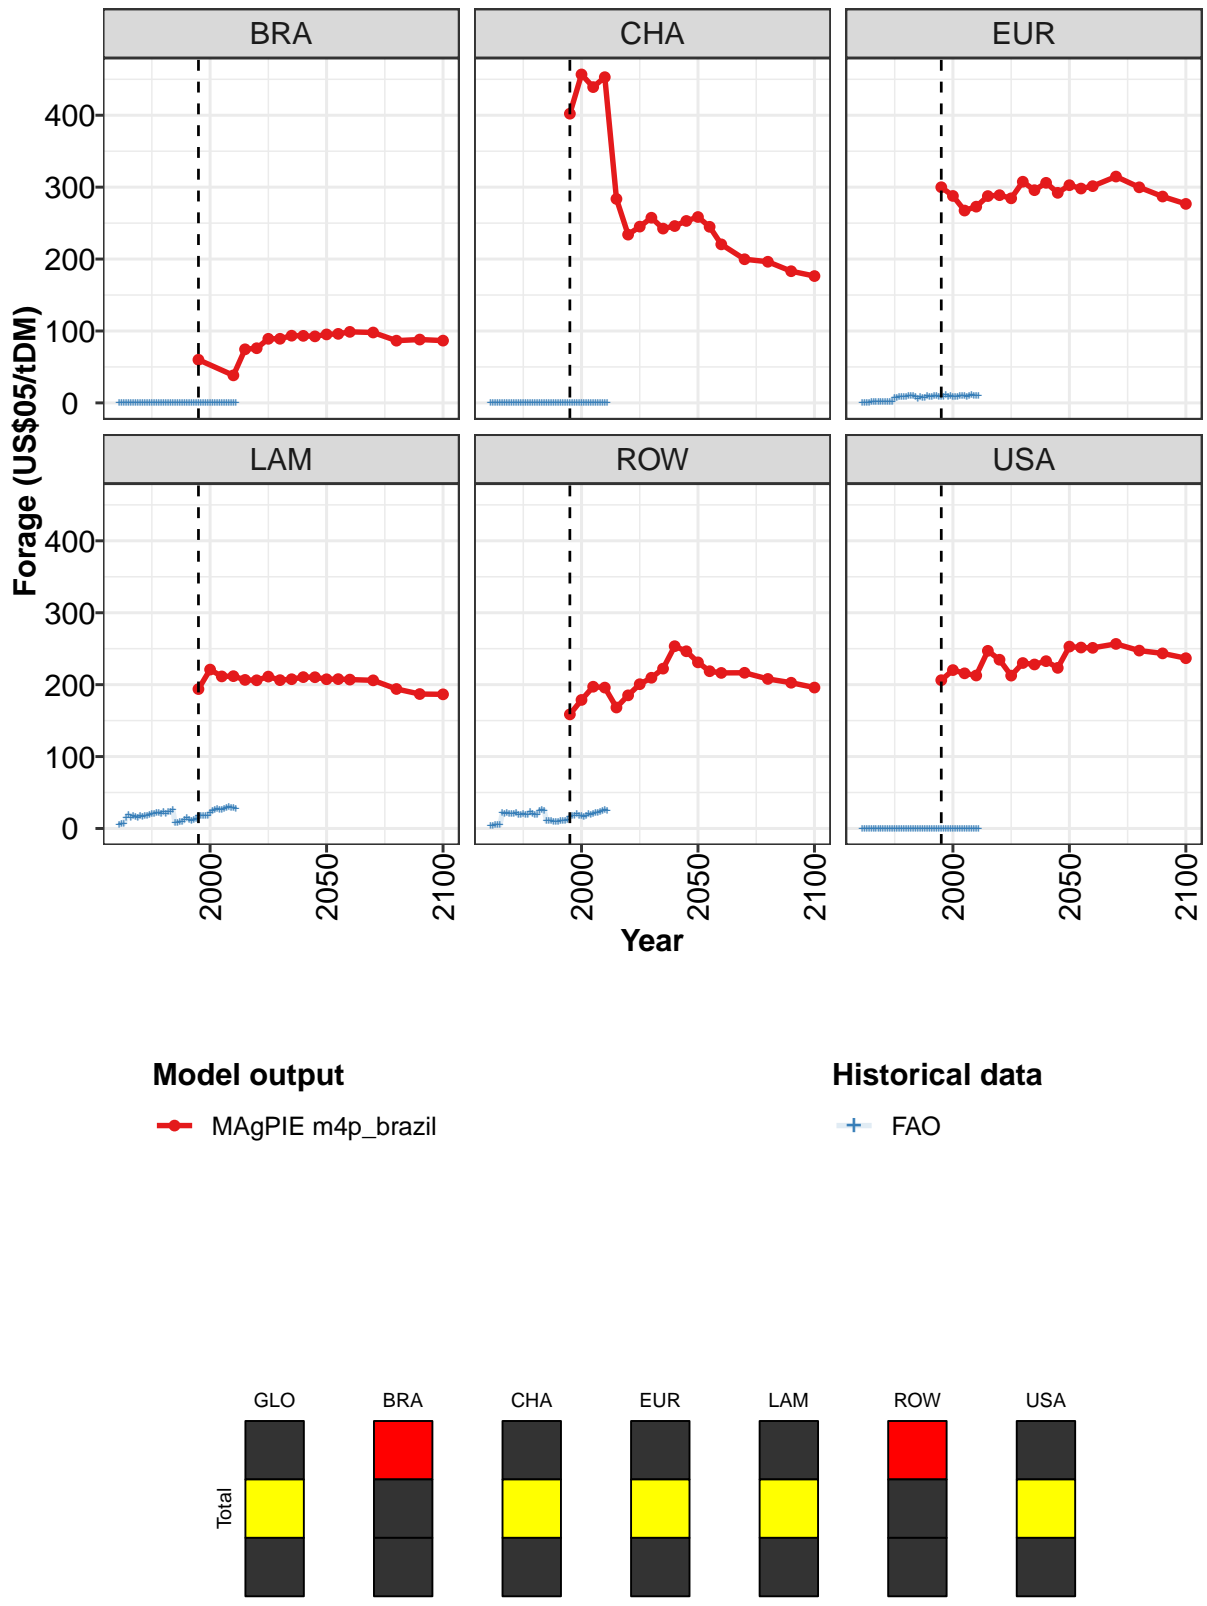 BRA CHA EUR
400
300
200
100
0
LAM ROW USA
400
300
200
100
0
Forage (US$05/tDM)
2000 2050 2100 2000 2050 2100 2000 2050 2100
Year
Model output Historical data
MAgPIE m4p_brazil FAO
GLO BRA CHA EUR LAM ROW USA
Total